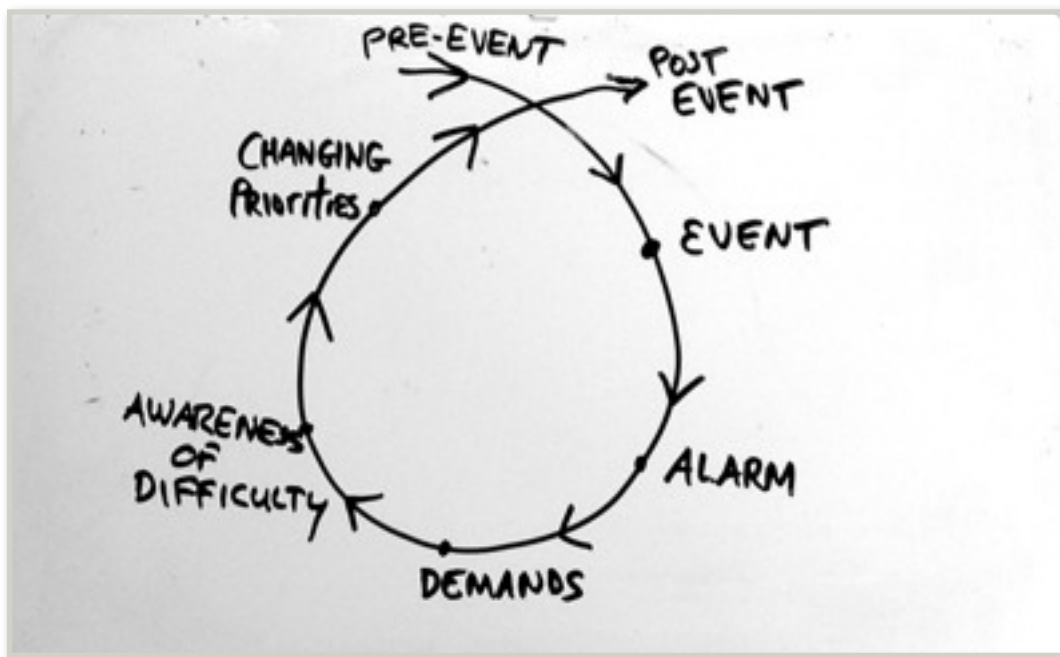 PRE-EVENT
POST
EVENT
CHANGING
PRIORITIES
EVENT
AWARENESS
OF
DIFFICULTY
ALARM
DEMANDS